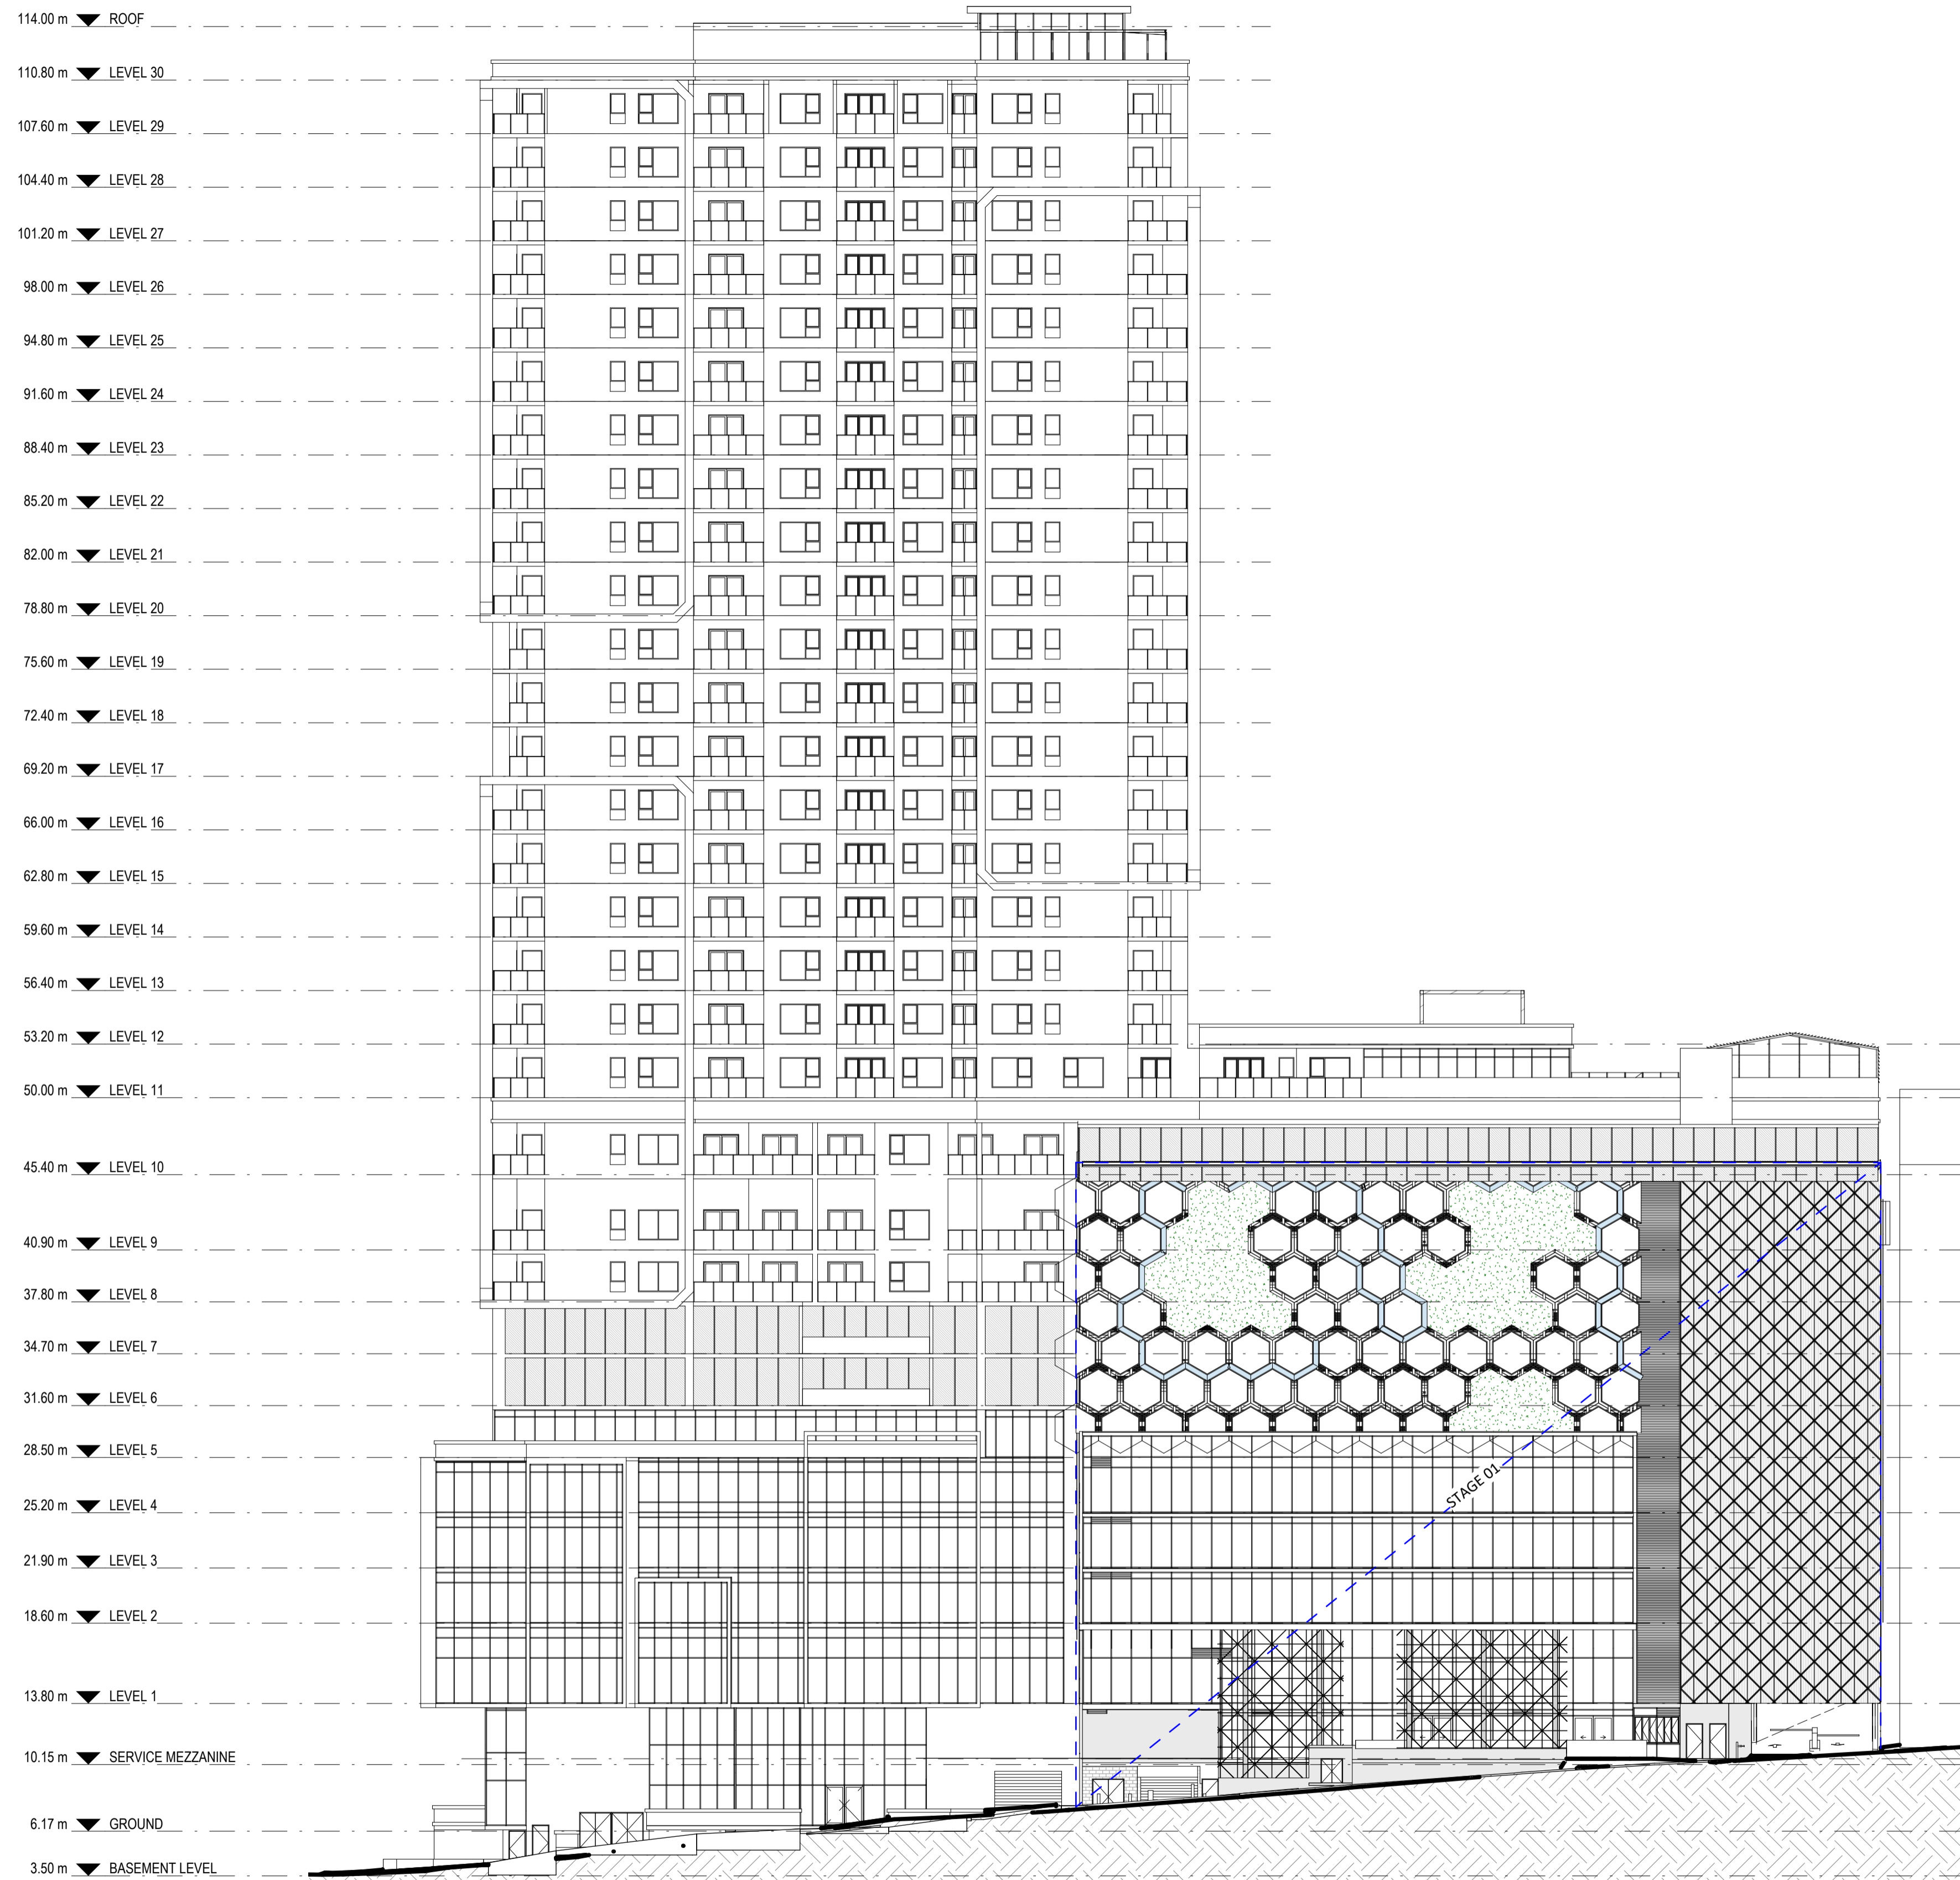 114.00 m ROOF
110.80 m LEVEL 30
107.60 m LEVEL 29
104.40 m LEVEL 28
101.20 m LEVEL 27
98.00 m LEVEL 26
94.80 m LEVEL 25
91.60 m LEVEL 24
88.40 m LEVEL 23
85.20 m LEVEL 22
82.00 m LEVEL 21
78.80 m LEVEL 20
75.60 m LEVEL 19
72.40 m LEVEL 18
69.20 m LEVEL 17
66.00 m LEVEL 16
62.80 m LEVEL 15
59.60 m LEVEL 14
56.40 m LEVEL 13
53.20 m LEVEL 12
50.00 m LEVEL 11
45.40 m LEVEL 10
40.90 m LEVEL 9
37.80 m LEVEL 8
34.70 m LEVEL 7
31.60 m LEVEL 6
28.50 m LEVEL 5
25.20 m LEVEL 4
STAGE 01
21.90 m LEVEL 3
18.60 m LEVEL 2
13.80 m LEVEL 1
10.15 m SERVICE MEZZANINE
6.17 m GROUND
3.50 m BASEMENT LEVEL